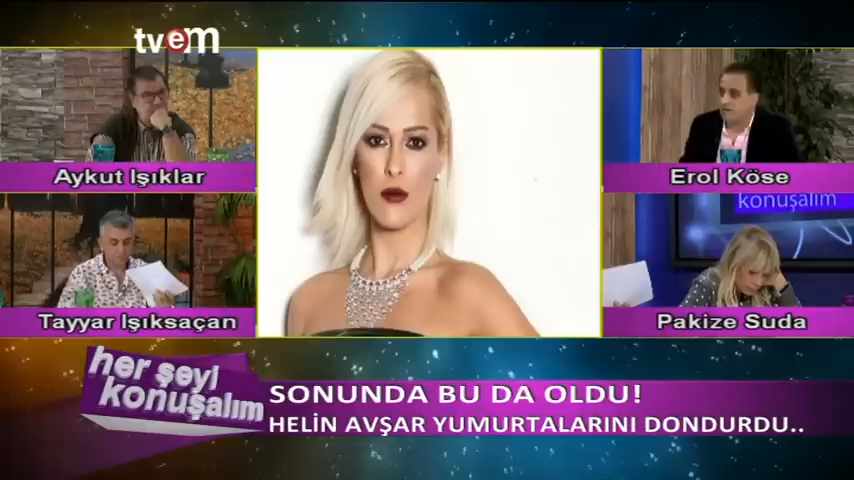 tvem
Aykut Işıklar
Erol Köse
konuşalım
Tayyar Işıksaçan
Pakize Suda
her şeyi
konuşalım
SONUNDA BU DA OLDU!
HELİN AVŞAR YUMURTALARINI DONDURDU..